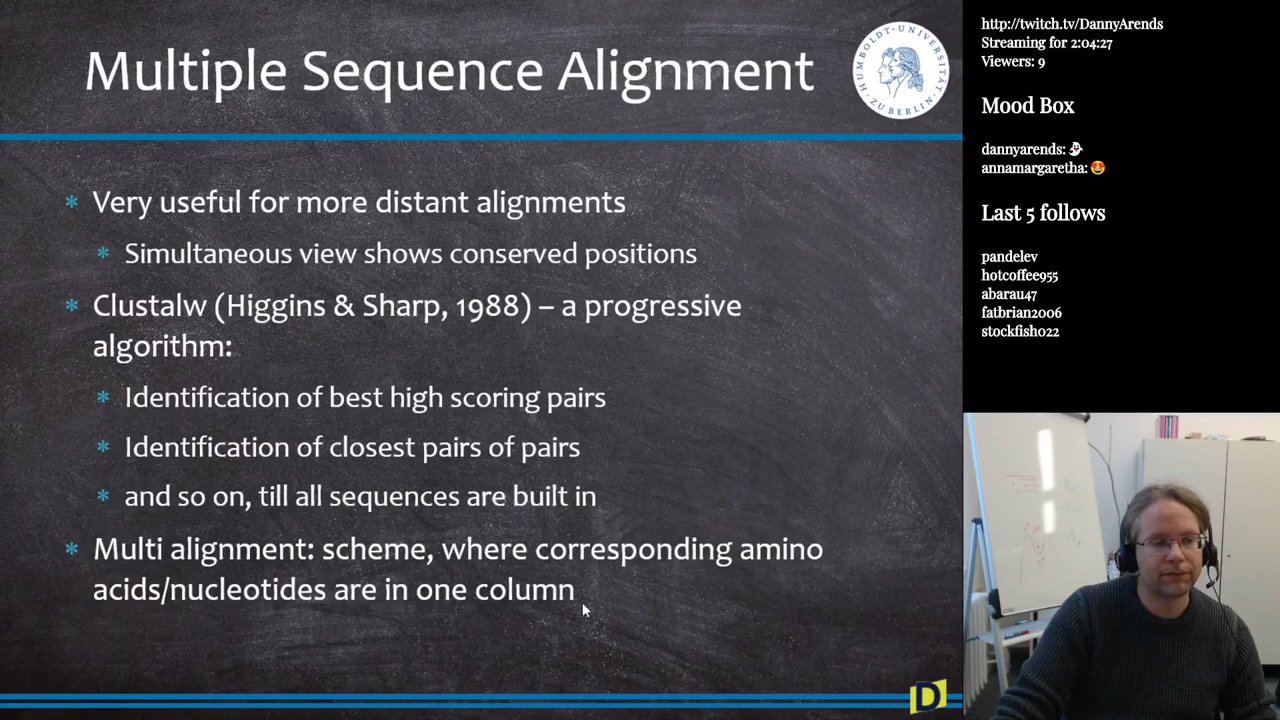 Multiple Sequence Alignment
HUMBOLDT-UNIVERSITÄT
ZU BERLIN
* Very useful for more distant alignments
* Simultaneous view shows conserved positions
* Clustalw (Higgins & Sharp, 1988) – a progressive
algorithm:
* Identification of best high scoring pairs
* Identification of closest pairs of pairs
* and so on, till all sequences are built in
* Multi alignment: scheme, where corresponding amino
acids/nucleotides are in one column
D
http://twitch.tv/DannyArends
Streaming for 2:04:27
Viewers: 9
Mood Box
dannyarends: 👻
annamargaretha: 😍
Last 5 follows
pandelev
hotcoffee955
abarau47
fatbrian2006
stockfish022